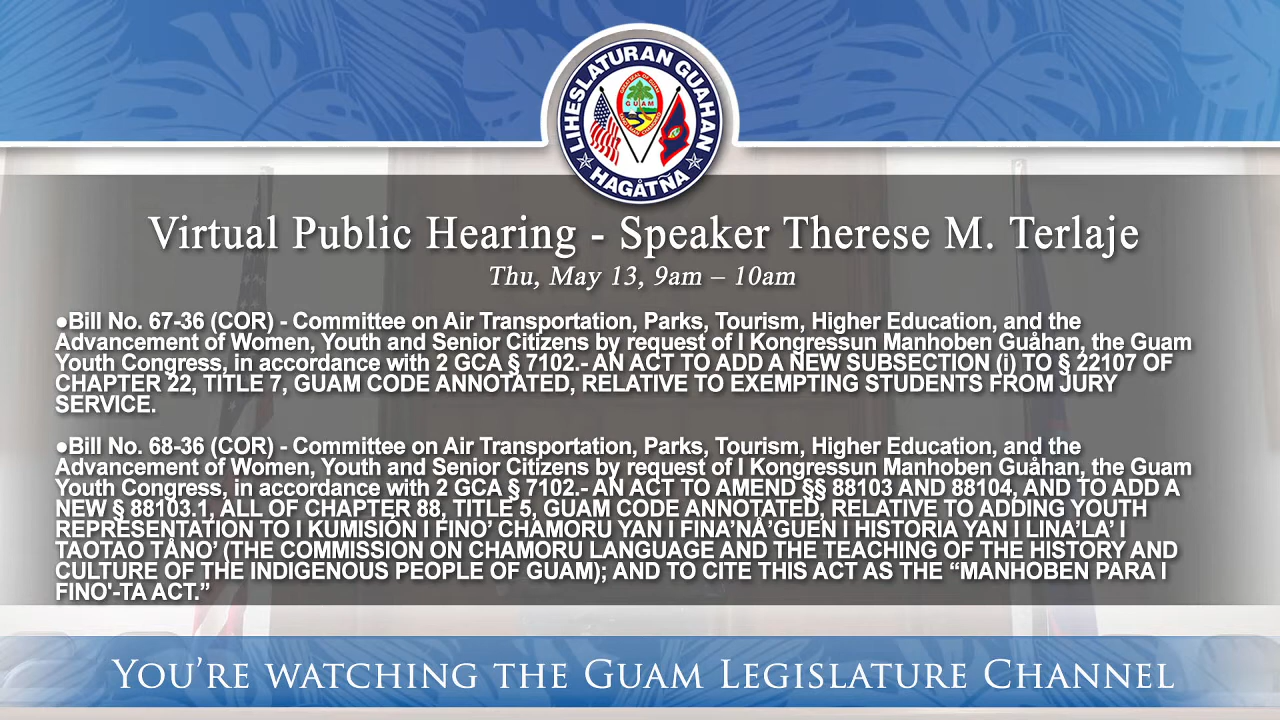 LIHESLATURAN GUAHAN
GUAM
HAGÅTÑA
Virtual Public Hearing - Speaker Therese M. Terlaje
Thu, May 13, 9am – 10am
●Bill No. 67-36 (COR) - Committee on Air Transportation, Parks, Tourism, Higher Education, and the
Advancement of Women, Youth and Senior Citizens by request of I Kongressun Manhoben Guåhan, the Guam
Youth Congress, in accordance with 2 GCA § 7102.- AN ACT TO ADD A NEW SUBSECTION (i) TO § 22107 OF
CHAPTER 22, TITLE 7, GUAM CODE ANNOTATED, RELATIVE TO EXEMPTING STUDENTS FROM JURY
SERVICE.
●Bill No. 68-36 (COR) - Committee on Air Transportation, Parks, Tourism, Higher Education, and the
Advancement of Women, Youth and Senior Citizens by request of I Kongressun Manhoben Guåhan, the Guam
Youth Congress, in accordance with 2 GCA § 7102.- AN ACT TO AMEND §§ 88103 AND 88104, AND TO ADD A
NEW § 88103.1, ALL OF CHAPTER 88, TITLE 5, GUAM CODE ANNOTATED, RELATIVE TO ADDING YOUTH
REPRESENTATION TO I KUMISION I FINO’ CHAMORU YAN I FINA’NÅ’GUEN I HISTORIA YAN I LINA’LA’ I
TAOTAO TÅNO’ (THE COMMISSION ON CHAMORU LANGUAGE AND THE TEACHING OF THE HISTORY AND
CULTURE OF THE INDIGENOUS PEOPLE OF GUAM); AND TO CITE THIS ACT AS THE “MANHOBEN PARA I
FINO'-TA ACT.”
YOU’RE WATCHING THE GUAM LEGISLATURE CHANNEL